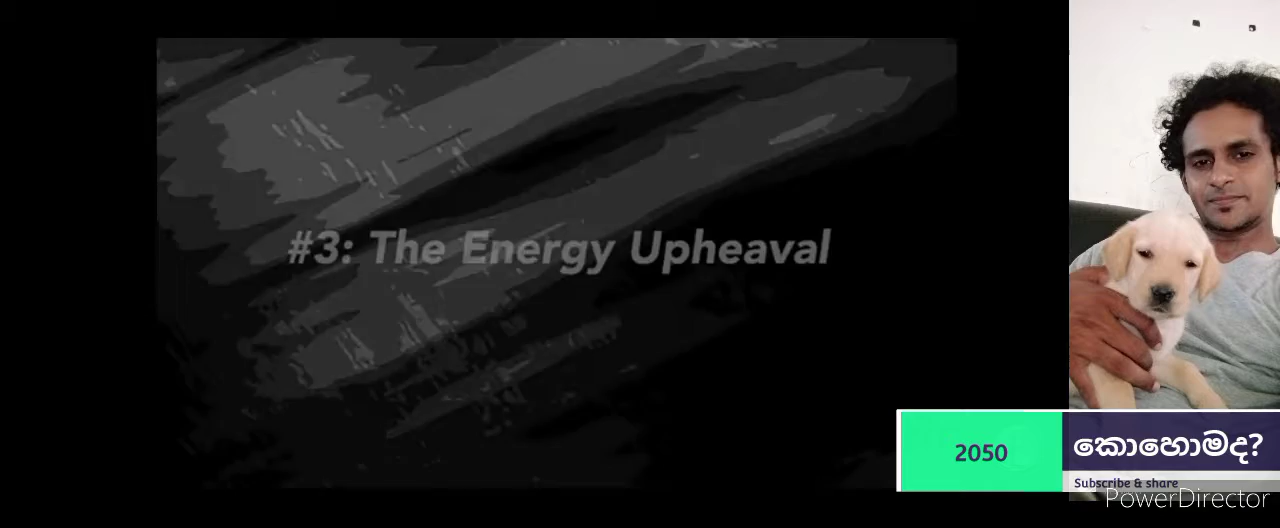 #3: The Energy Upheaval
2050
කොහොමද?
Subscribe & share
PowerDirector